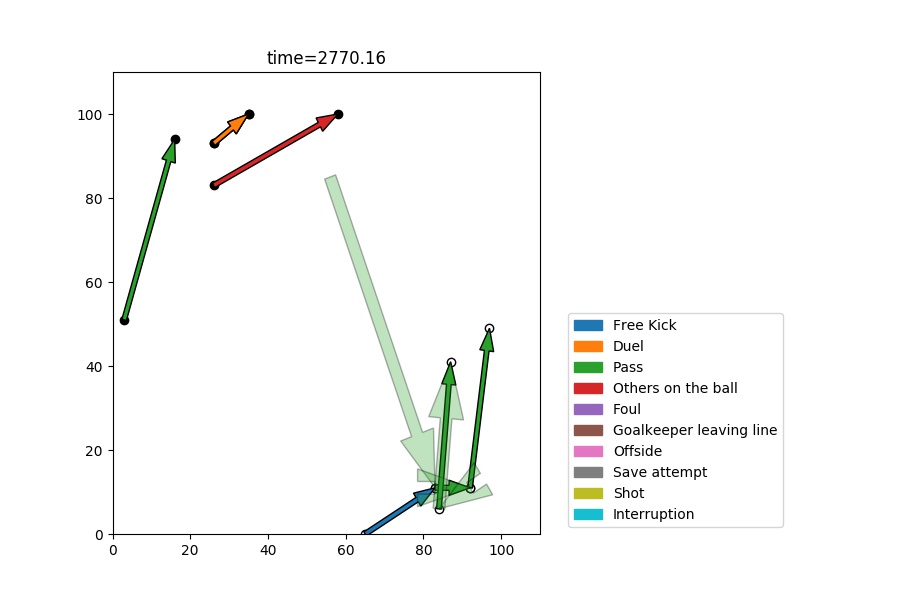 time=2770.16
100
80
60
40
20
0
0 20 40 60 80 100
Free Kick
Duel
Pass
Others on the ball
Foul
Goalkeeper leaving line
Offside
Save attempt
Shot
Interruption